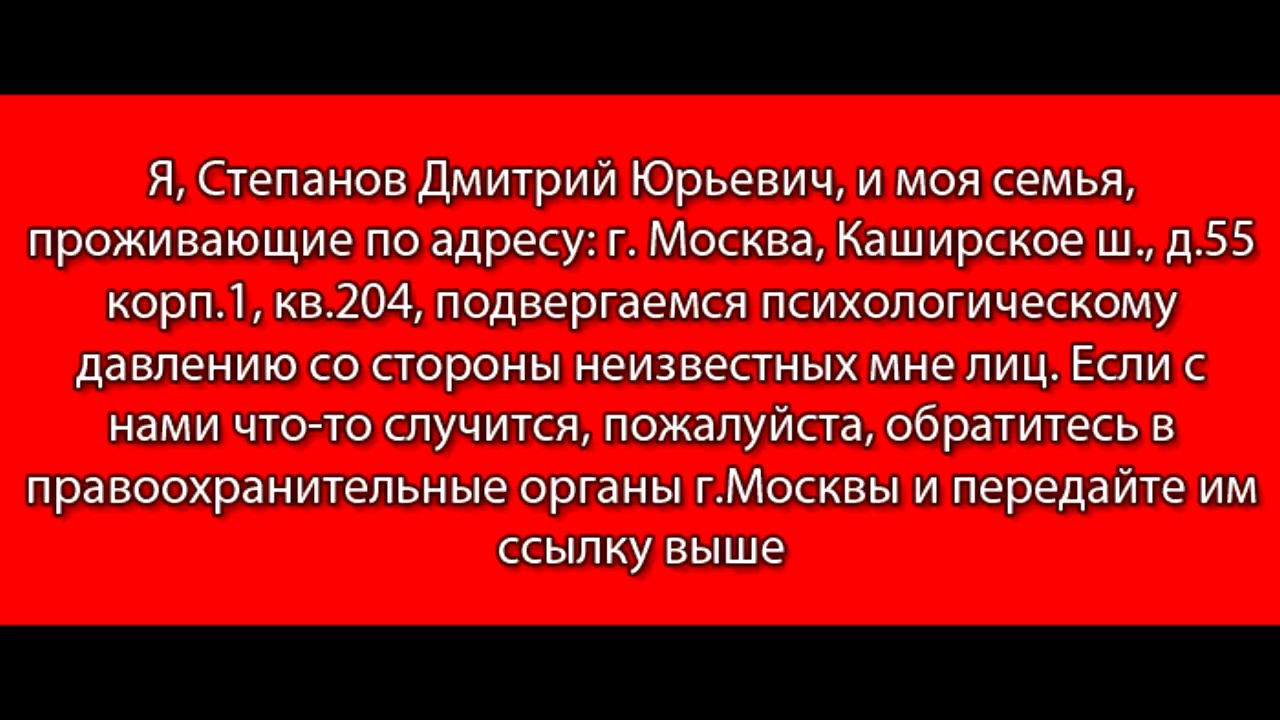 Я, Степанов Дмитрий Юрьевич, и моя семья,
проживающие по адресу: г. Москва, Каширское ш., д.55
корп.1, кв.204, подвергаемся психологическому
давлению со стороны неизвестных мне лиц. Если с
нами что-то случится, пожалуйста, обратитесь в
правоохранительные органы г.Москвы и передайте им
ссылку выше